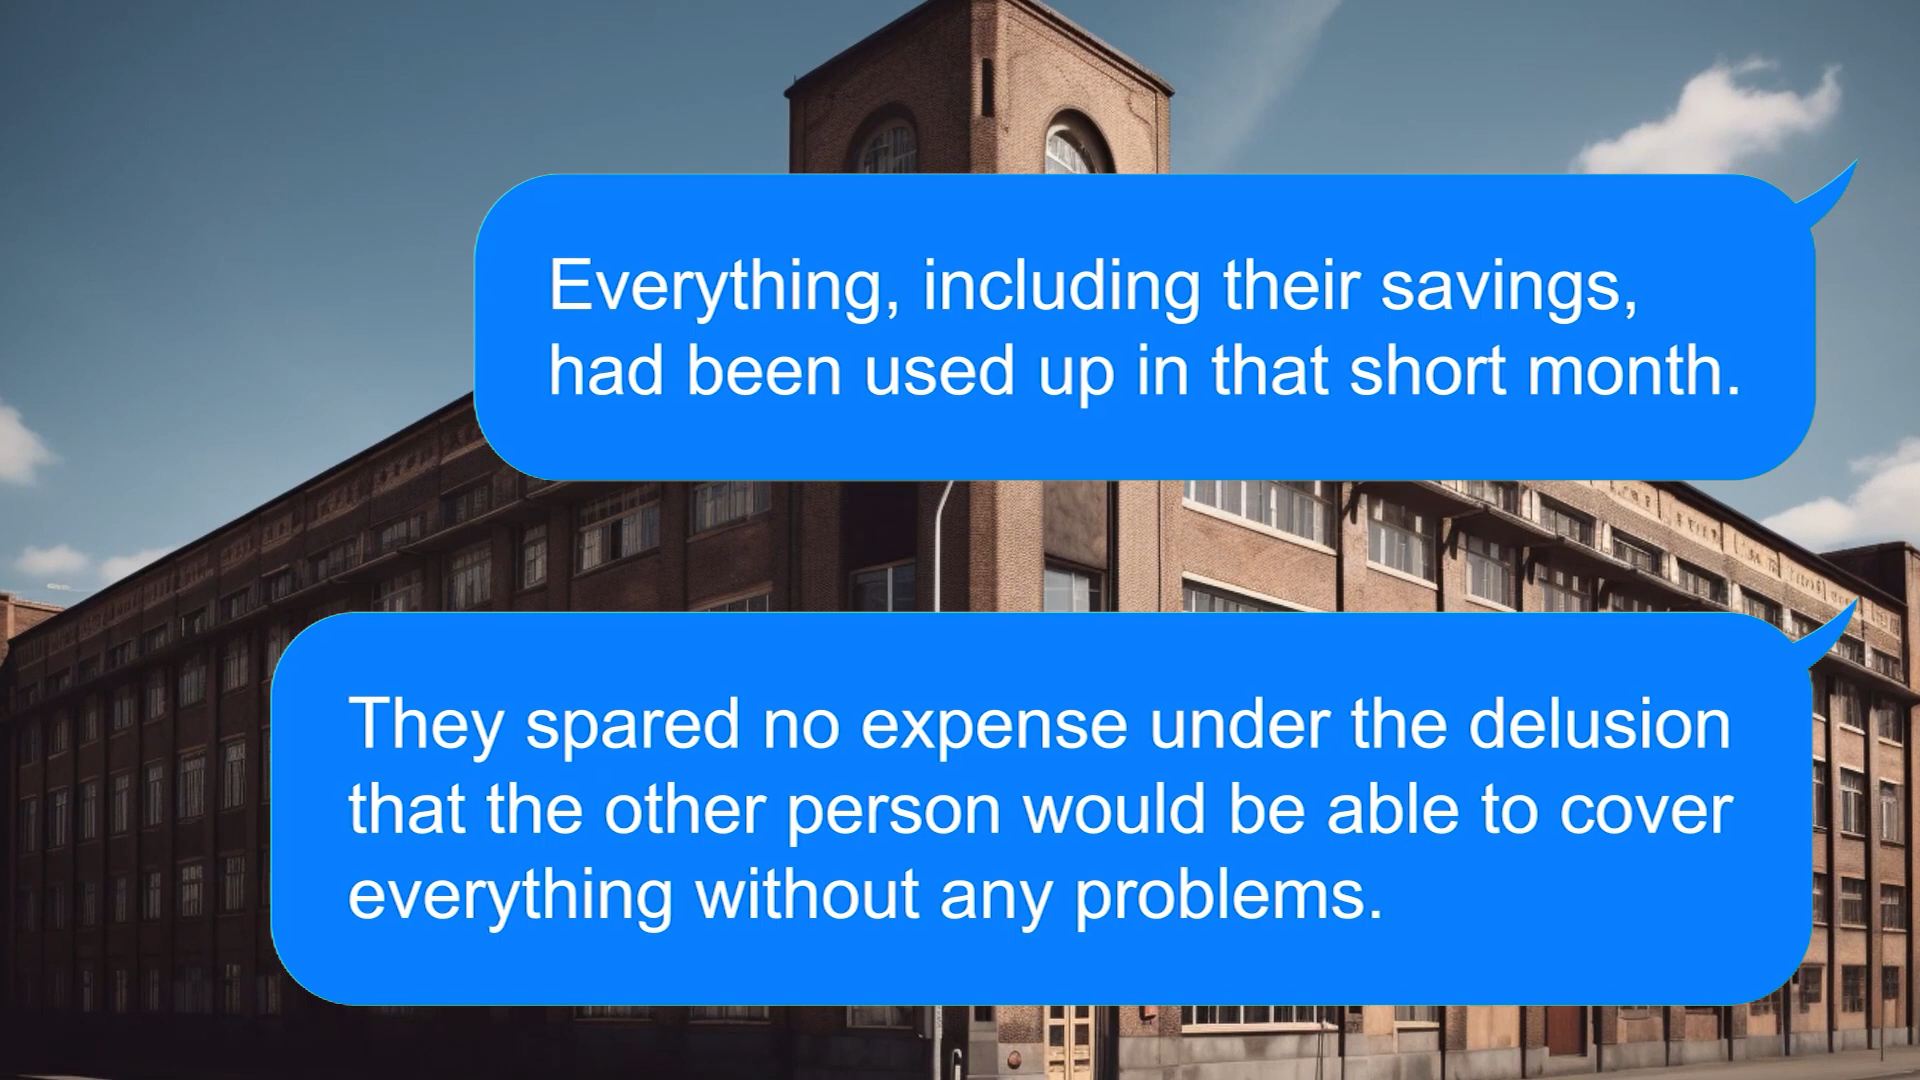 Everything, including their savings,
had been used up in that short month.
They spared no expense under the delusion
that the other person would be able to cover
everything without any problems.